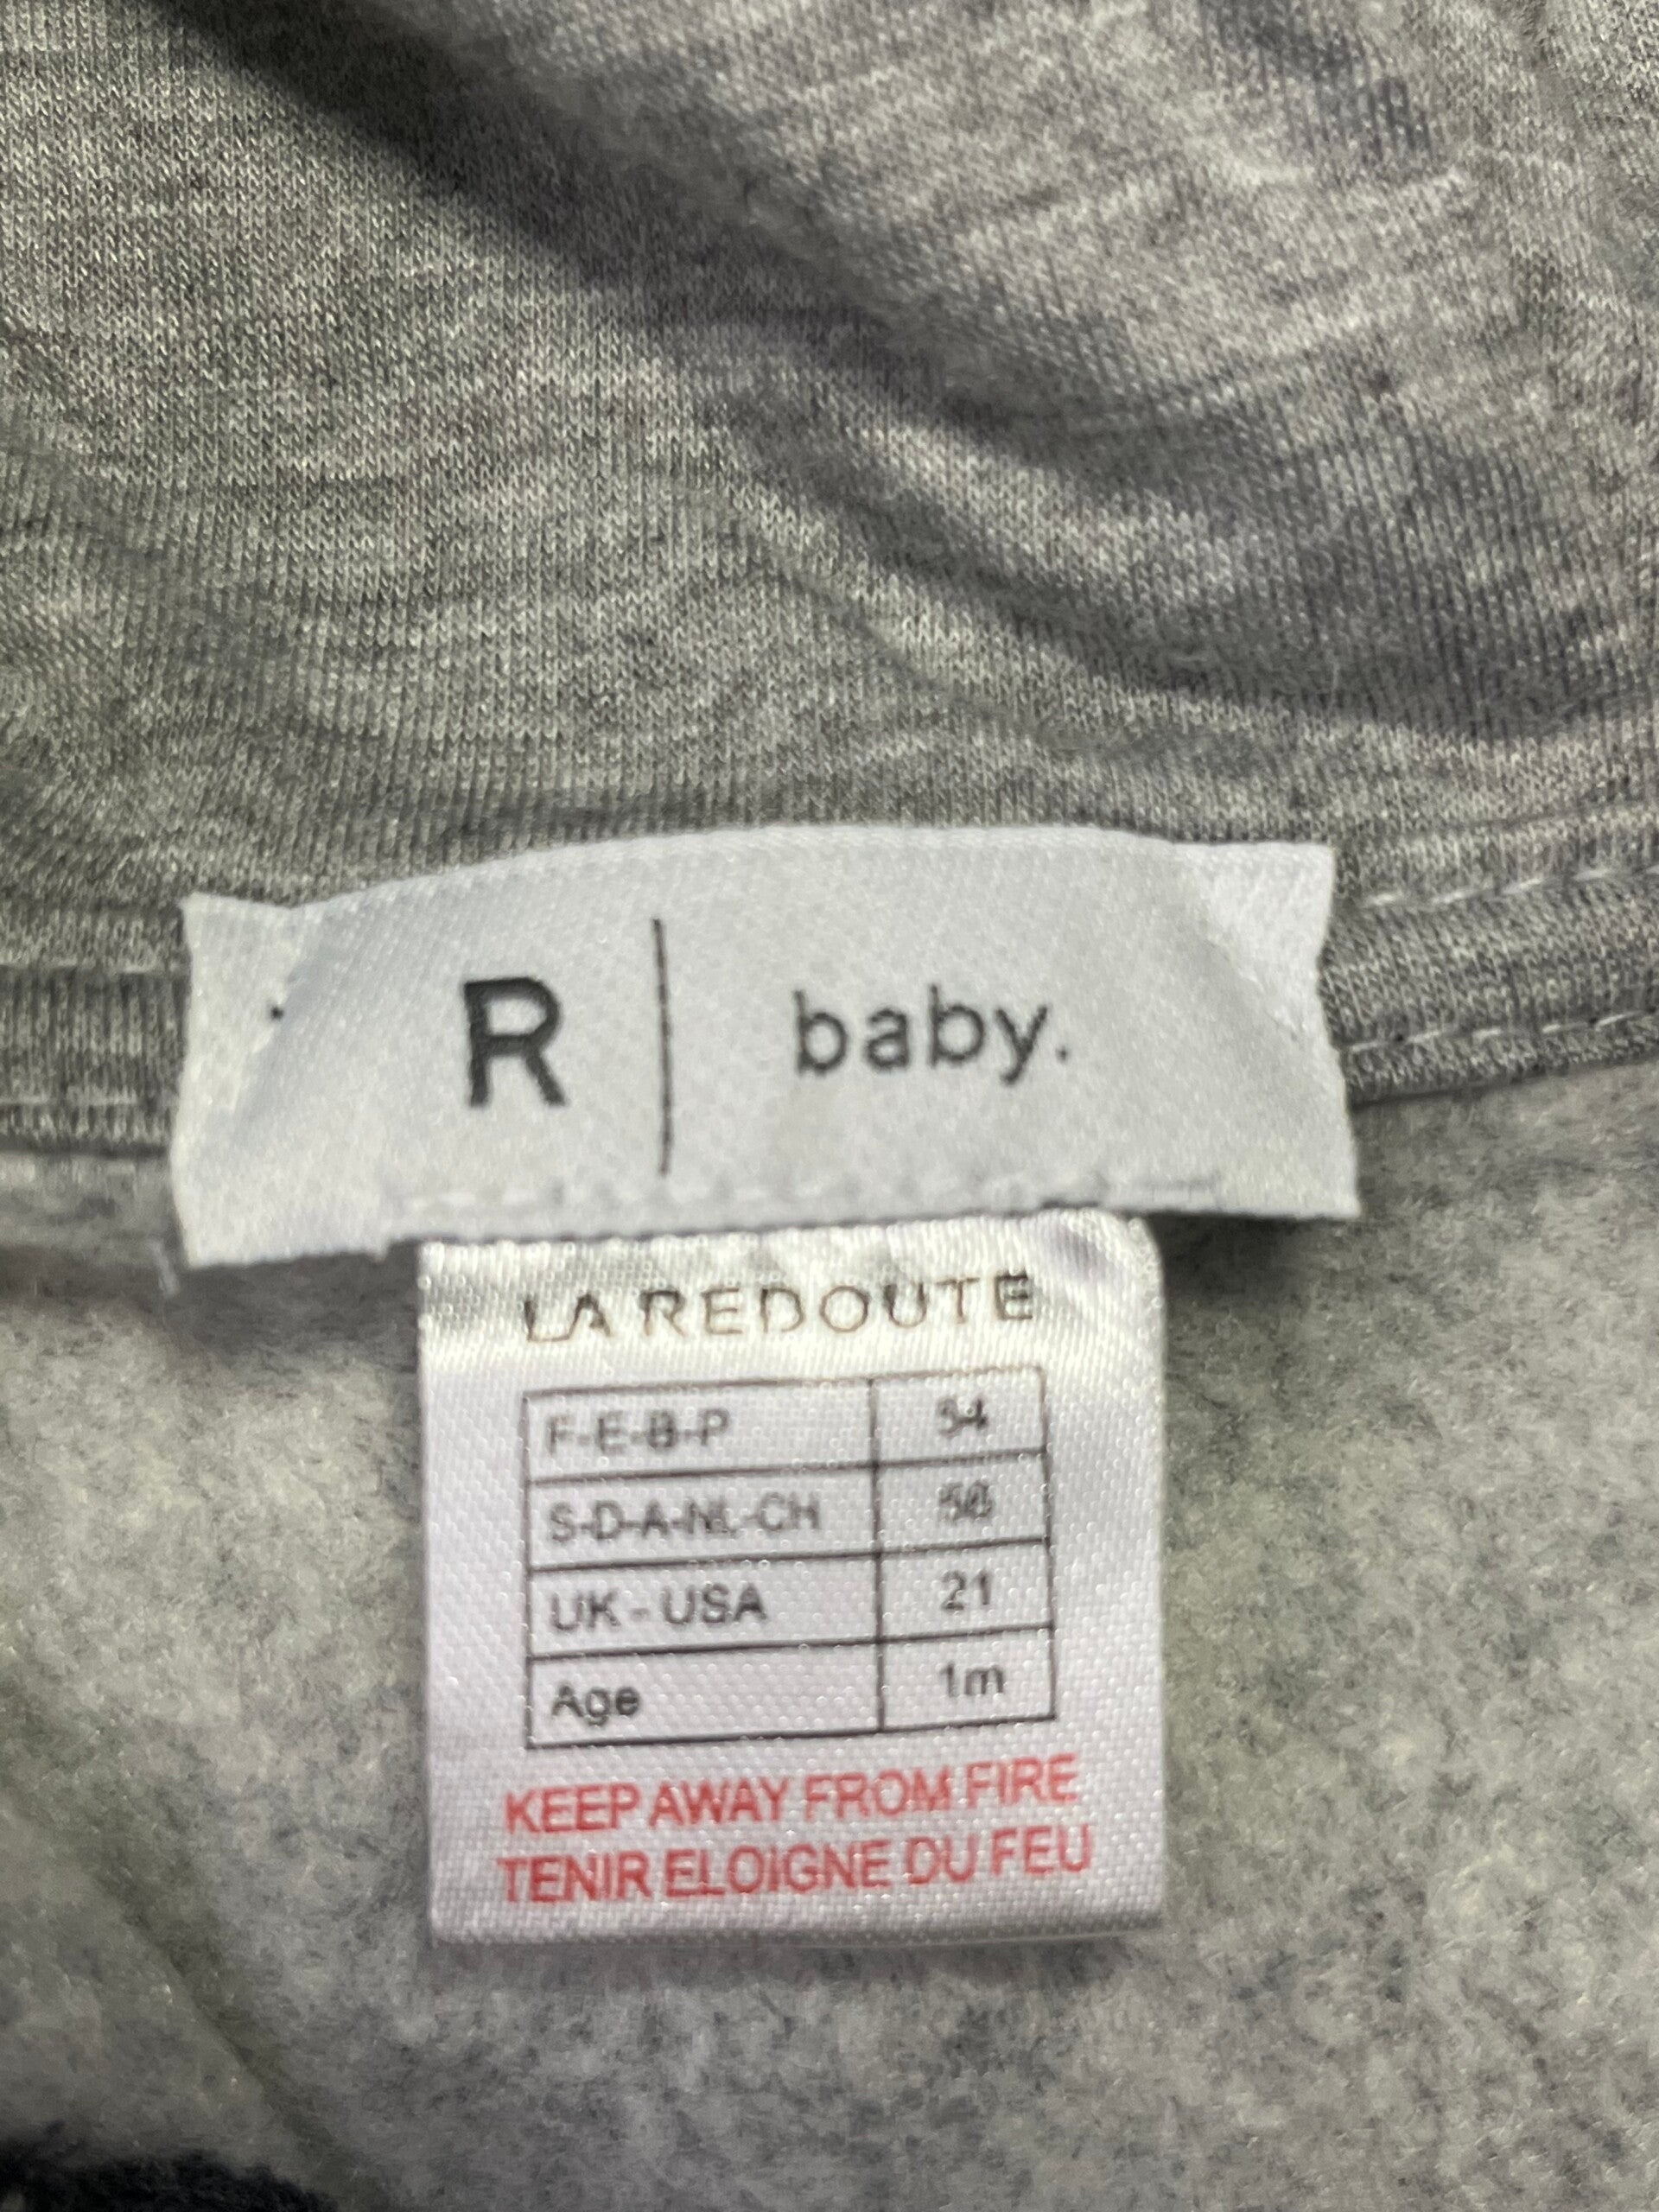 R | baby.
LA REDOUTE
F-E-B-P 54
S-D-A-NL-CH 56
UK - USA 21
Age 1m
KEEP AWAY FROM FIRE
TENIR ELOIGNE DU FEU